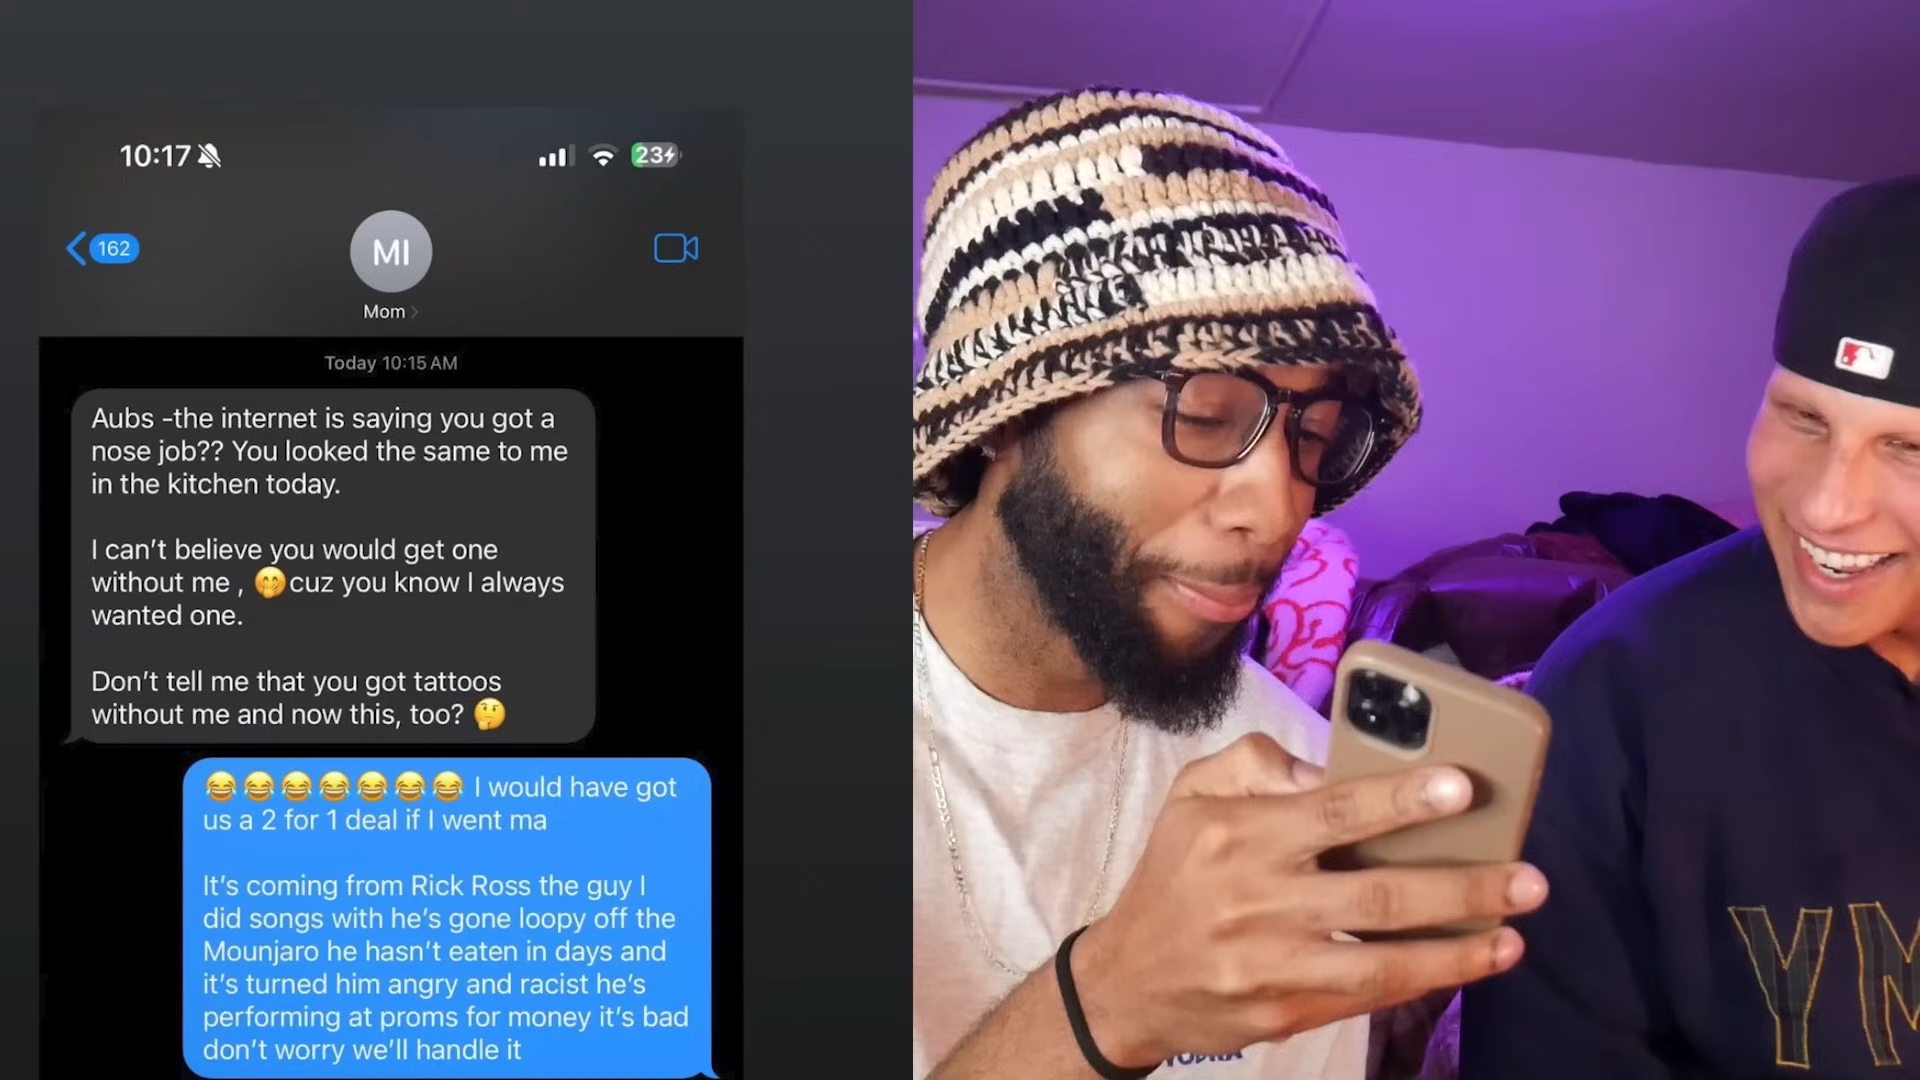 10:17
23
162
MI
Mom
Today 10:15 AM
Aubs -the internet is saying you got a
nose job?? You looked the same to me
in the kitchen today.
I can't believe you would get one
without me , 🤭cuz you know I always
wanted one.
Don't tell me that you got tattoos
without me and now this, too? 🤔
😂😂😂😂😂😂😂 I would have got
us a 2 for 1 deal if I went ma
It's coming from Rick Ross the guy I
did songs with he's gone loopy off the
Mounjaro he hasn't eaten in days and
it's turned him angry and racist he's
performing at proms for money it's bad
don't worry we'll handle it
YM